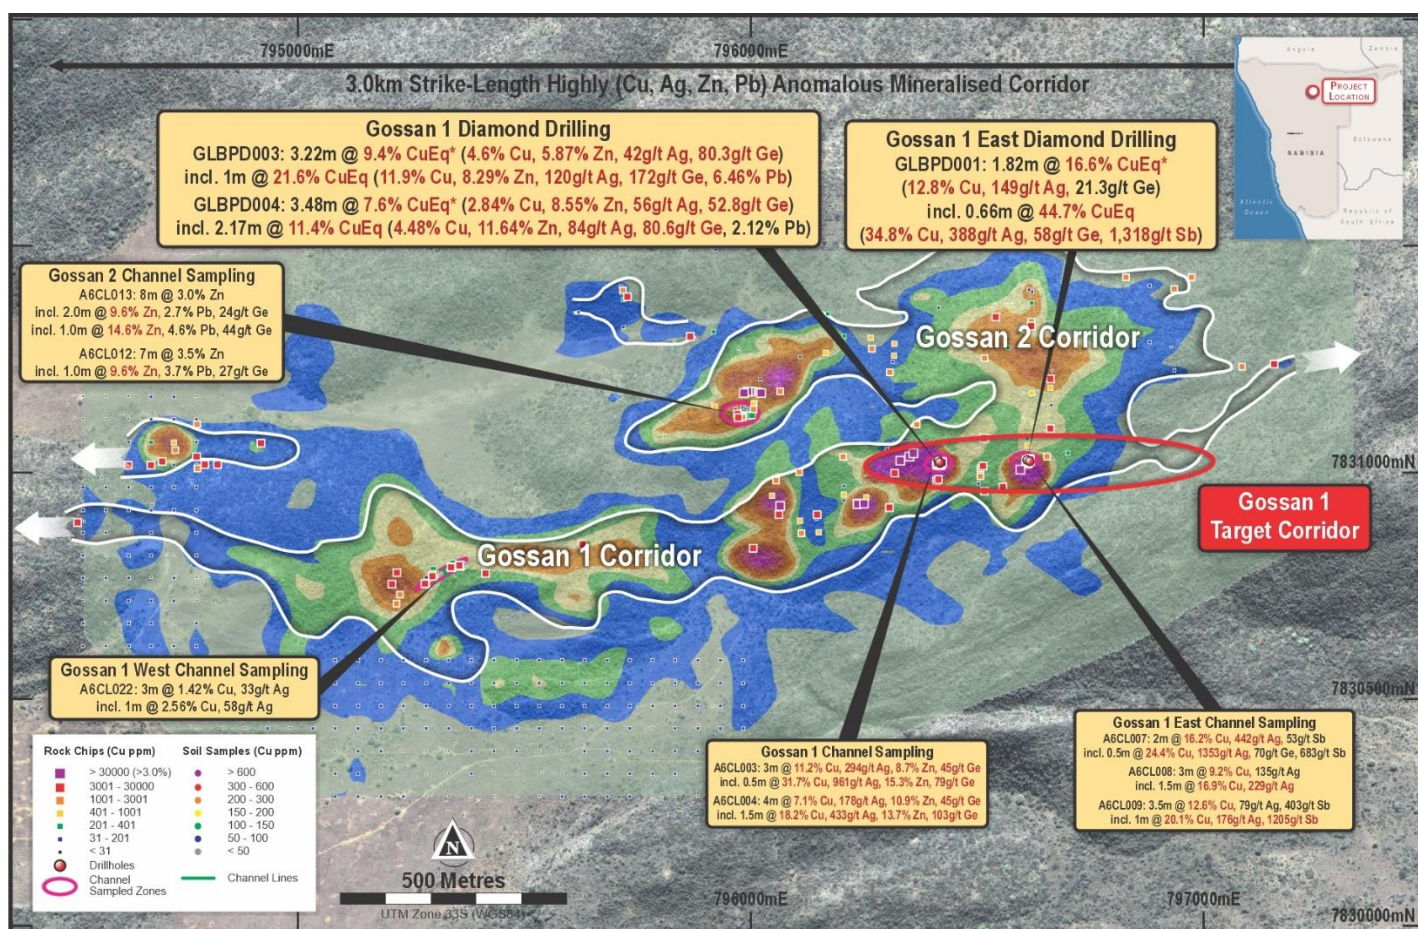 795000mE
796000mE
3.0km Strike-Length Highly (Cu, Ag, Zn, Pb) Anomalous Mineralised Corridor
Angola
Zambia
PROJECT
LOCATION
NAMIBIA
Botswana
Atlantic
Ocean
Republic of
South Africa
Gossan 1 Diamond Drilling
GLBPD003: 3.22m @ 9.4% CuEq* (4.6% Cu, 5.87% Zn, 42g/t Ag, 80.3g/t Ge)
incl. 1m @ 21.6% CuEq (11.9% Cu, 8.29% Zn, 120g/t Ag, 172g/t Ge, 6.46% Pb)
GLBPD004: 3.48m @ 7.6% CuEq* (2.84% Cu, 8.55% Zn, 56g/t Ag, 52.8g/t Ge)
incl. 2.17m @ 11.4% CuEq (4.48% Cu, 11.64% Zn, 84g/t Ag, 80.6g/t Ge, 2.12% Pb)
Gossan 1 East Diamond Drilling
GLBPD001: 1.82m @ 16.6% CuEq*
(12.8% Cu, 149g/t Ag, 21.3g/t Ge)
incl. 0.66m @ 44.7% CuEq
(34.8% Cu, 388g/t Ag, 58g/t Ge, 1,318g/t Sb)
Gossan 2 Channel Sampling
A6CL013: 8m @ 3.0% Zn
incl. 2.0m @ 9.6% Zn, 2.7% Pb, 24g/t Ge
incl. 1.0m @ 14.6% Zn, 4.6% Pb, 44g/t Ge
A6CL012: 7m @ 3.5% Zn
incl. 1.0m @ 9.6% Zn, 3.7% Pb, 27g/t Ge
Gossan 2 Corridor
7831000mN
Gossan 1
Target Corridor
Gossan 1 Corridor
Gossan 1 West Channel Sampling
A6CL022: 3m @ 1.42% Cu, 33g/t Ag
incl. 1m @ 2.56% Cu, 58g/t Ag
7830500mN
Gossan 1 Channel Sampling
A6CL003: 3m @ 11.2% Cu, 294g/t Ag, 8.7% Zn, 45g/t Ge
incl. 0.5m @ 31.7% Cu, 961g/t Ag, 15.3% Zn, 79g/t Ge
A6CL004: 4m @ 7.1% Cu, 178g/t Ag, 10.9% Zn, 45g/t Ge
incl. 1.5m @ 18.2% Cu, 433g/t Ag, 13.7% Zn, 103g/t Ge
Gossan 1 East Channel Sampling
A6CL007: 2m @ 16.2% Cu, 442g/t Ag, 53g/t Sb
incl. 0.5m @ 24.4% Cu, 1353g/t Ag, 70g/t Ge, 683g/t Sb
A6CL008: 3m @ 9.2% Cu, 135g/t Ag
incl. 1.5m @ 16.9% Cu, 229g/t Ag
A6CL009: 3.5m @ 12.6% Cu, 79g/t Ag, 403g/t Sb
incl. 1m @ 20.1% Cu, 176g/t Ag, 1205g/t Sb
Rock Chips (Cu ppm) Soil Samples (Cu ppm)
> 30000 (>3.0%) > 600
3001 - 30000 300 - 600
1001 - 3001 200 - 300
401 - 1001 150 - 200
201 - 401 100 - 150
31 - 201 50 - 100
< 31 < 50
Drillholes
Channel
Sampled Zones
Channel Lines
N
500 Metres
UTM Zone 33S (WGS84)
796000mE
797000mE
7830000mN